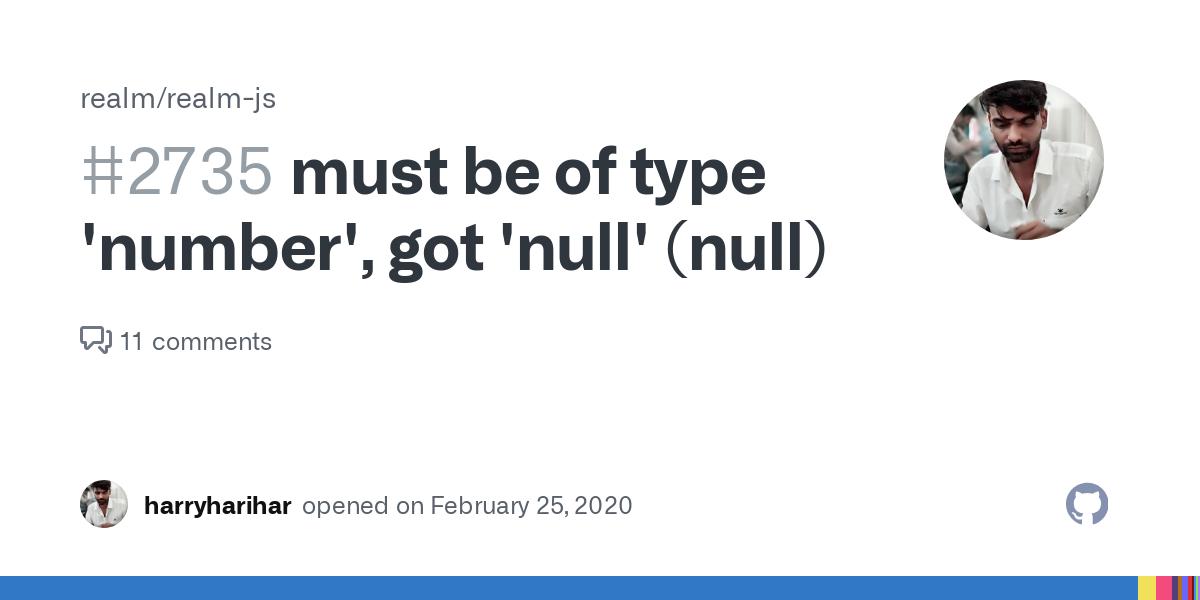 realm/realm-js
#2735 must be of type
'number', got 'null' (null)
11 comments
harryharihar opened on February 25, 2020